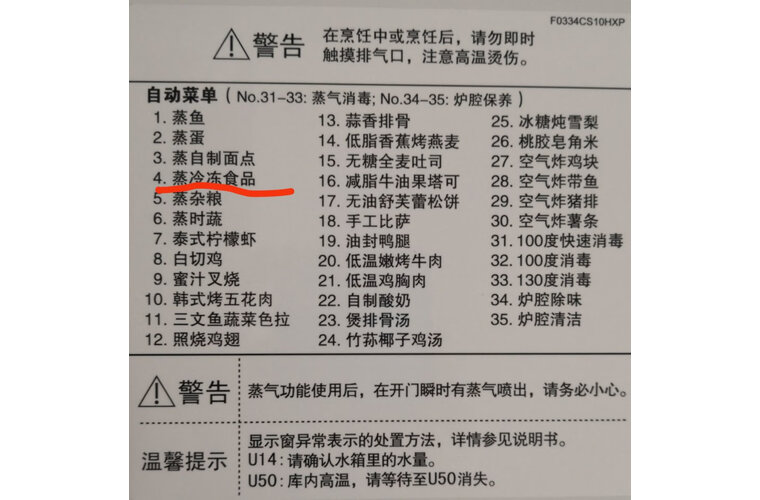 F0334CS10HXP
警告
在烹饪中或烹饪后，请勿即时
触摸排气口，注意高温烫伤。
自动菜单（No.31-33: 蒸气消毒; No.34-35: 炉腔保养）
1. 蒸鱼
2. 蒸蛋
3. 蒸自制面点
4. 蒸冷冻食品
5. 蒸杂粮
6. 蒸时蔬
7. 泰式柠檬虾
8. 白切鸡
9. 蜜汁叉烧
10. 韩式烤五花肉
11. 三文鱼蔬菜色拉
12. 照烧鸡翅
13. 蒜香排骨
14. 低脂香蕉烤燕麦
15. 无糖全麦吐司
16. 减脂牛油果塔可
17. 无油舒芙蕾松饼
18. 手工比萨
19. 油封鸭腿
20. 低温嫩烤牛肉
21. 低温鸡胸肉
22. 自制酸奶
23. 煲排骨汤
24. 竹荪椰子鸡汤
25. 冰糖炖雪梨
26. 桃胶皂角米
27. 空气炸鸡块
28. 空气炸带鱼
29. 空气炸猪排
30. 空气炸薯条
31. 100度快速消毒
32. 100度消毒
33. 130度消毒
34. 炉腔除味
35. 炉腔清洁
警告
蒸气功能使用后，在开门瞬时有蒸气喷出，请务必小心。
温馨提示
显示窗异常表示的处置方法，详情参见说明书。
U14: 请确认水箱里的水量。
U50: 库内高温，请等待至U50消失。